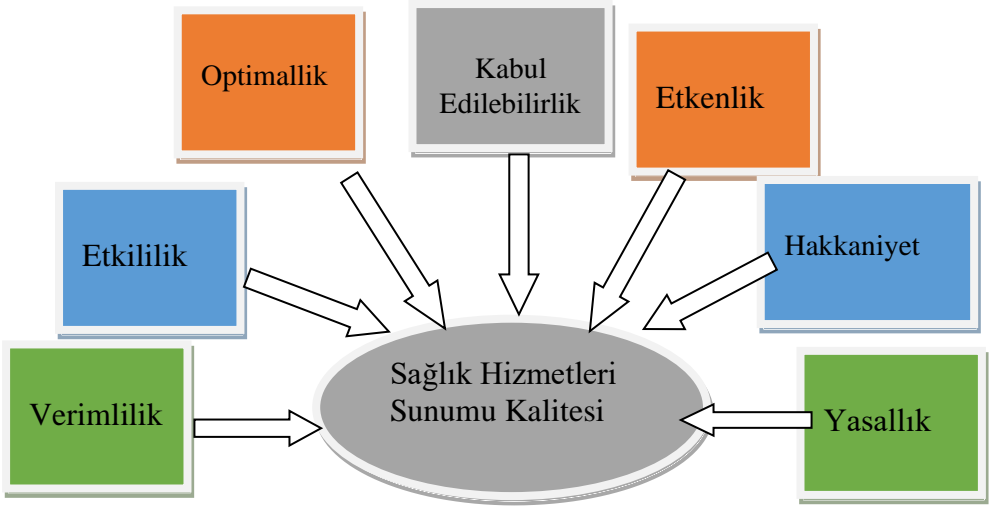 Optimallik
Kabul
Edilebilirlik
Etkenlik
Etkililik
Hakkaniyet
Verimlilik
Sağlık Hizmetleri
Sunumu Kalitesi
Yasallık